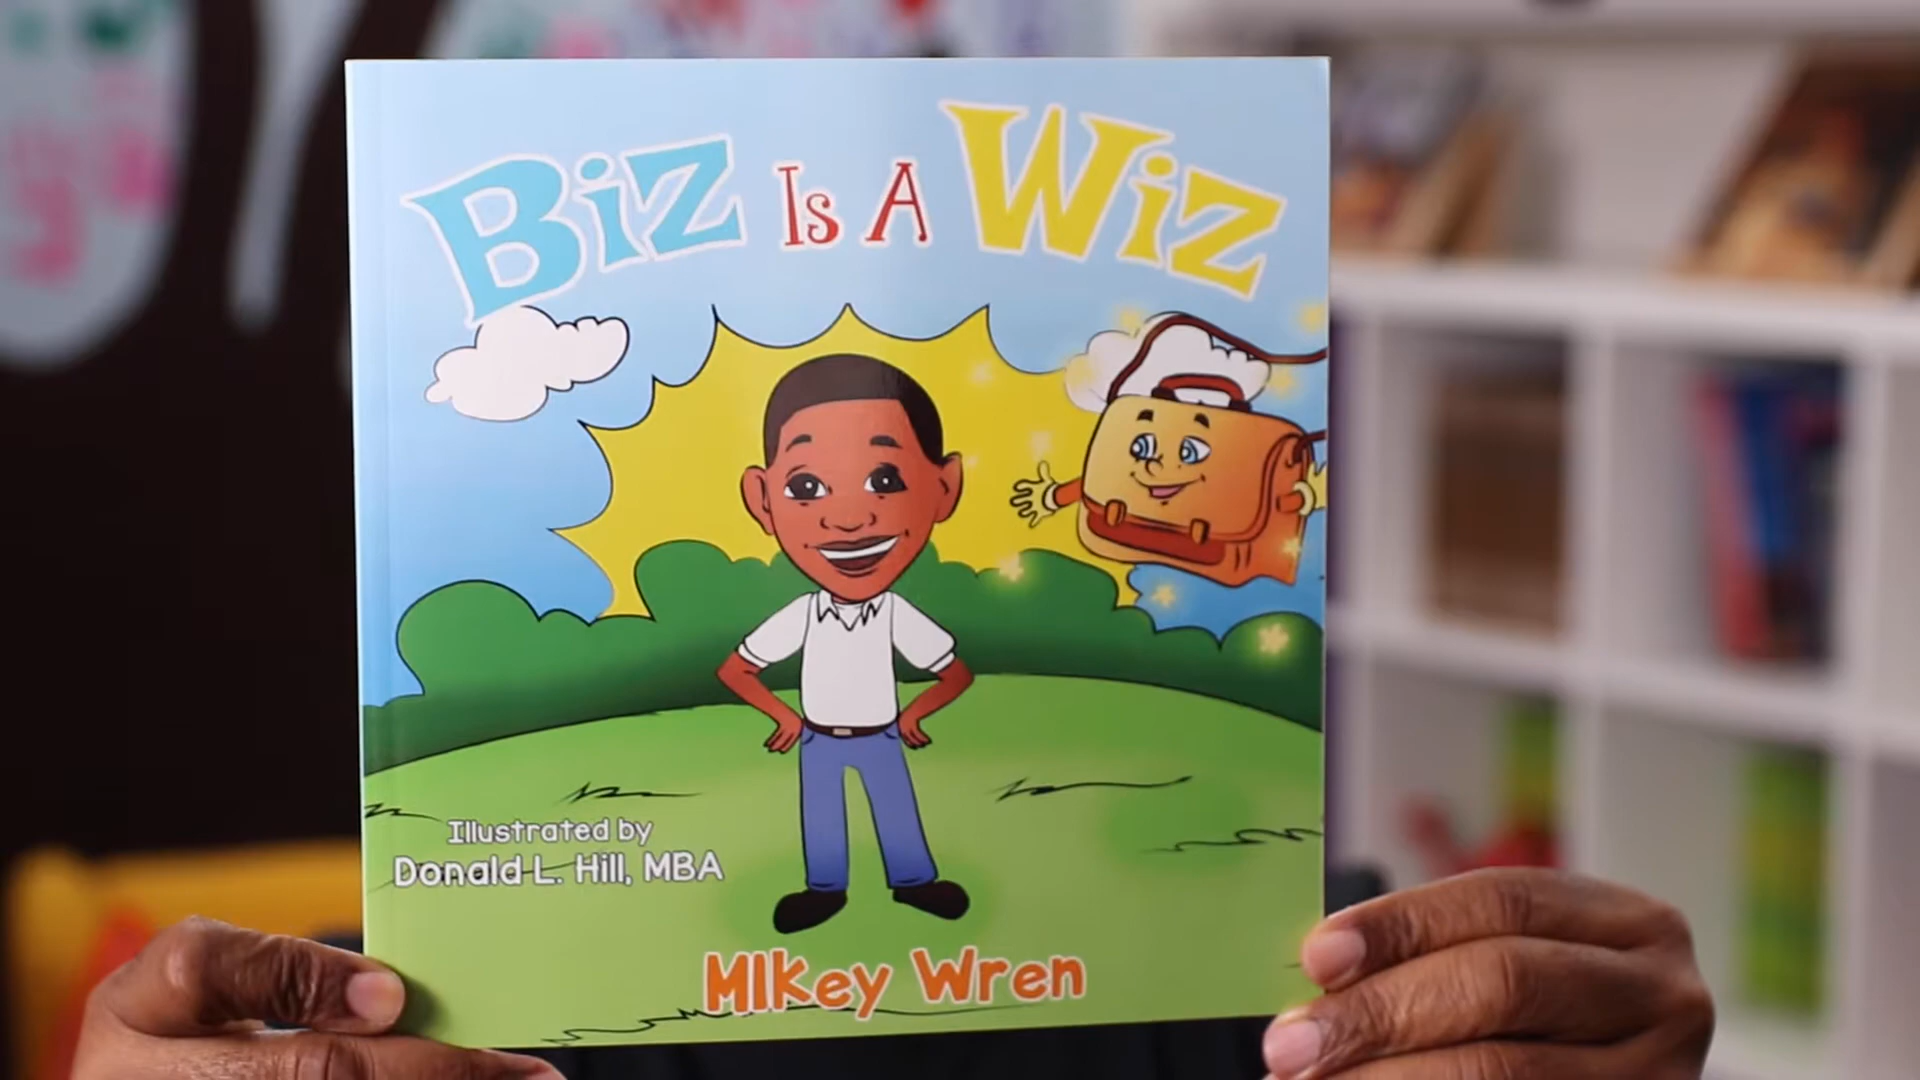 Biz Is A Wiz
Illustrated by
Donald L. Hill, MBA
MIkey Wren